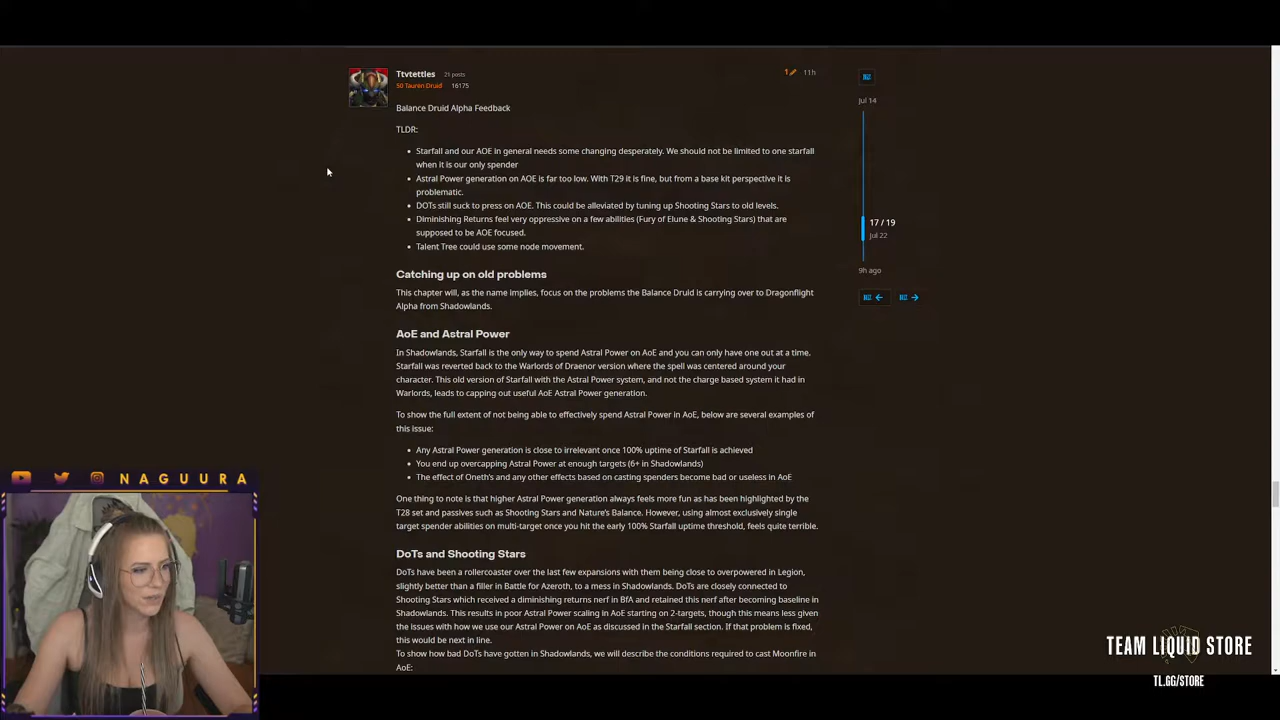 Ttvtettles 21 posts
1 11h
50 Tauren Druid 16175
Jul 14
Balance Druid Alpha Feedback
TLDR:
• Starfall and our AOE in general needs some changing desperately. We should not be limited to one starfall
when it is our only spender
• Astral Power generation on AOE is far too low. With T29 it is fine, but from a base kit perspective it is
problematic.
• DOTs still suck to press on AOE. This could be alleviated by tuning up Shooting Stars to old levels.
• Diminishing Returns feel very oppressive on a few abilities (Fury of Elune & Shooting Stars) that are
supposed to be AOE focused.
• Talent Tree could use some node movement.
17 / 19
Jul 22
9h ago
Catching up on old problems
This chapter will, as the name implies, focus on the problems the Balance Druid is carrying over to Dragonflight
Alpha from Shadowlands.
AoE and Astral Power
In Shadowlands, Starfall is the only way to spend Astral Power on AoE and you can only have one out at a time.
Starfall was reverted back to the Warlords of Draenor version where the spell was centered around your
character. This old version of Starfall with the Astral Power system, and not the charge based system it had in
Warlords, leads to capping out useful AoE Astral Power generation.
To show the full extent of not being able to effectively spend Astral Power in AoE, below are several examples of
this issue:
• Any Astral Power generation is close to irrelevant once 100% uptime of Starfall is achieved
• You end up overcapping Astral Power at enough targets (6+ in Shadowlands)
• The effect of Oneth's and any other effects based on casting spenders become bad or useless in AoE
One thing to note is that higher Astral Power generation always feels more fun as has been highlighted by the
T28 set and passives such as Shooting Stars and Nature's Balance. However, using almost exclusively single
target spender abilities on multi-target once you hit the early 100% Starfall uptime threshold, feels quite terrible.
DoTs and Shooting Stars
DoTs have been a rollercoaster over the last few expansions with them being close to overpowered in Legion,
slightly better than a filler in Battle for Azeroth, to a mess in Shadowlands. DoTs are closely connected to
Shooting Stars which received a diminishing returns nerf in BfA and retained this nerf after becoming baseline in
Shadowlands. This results in poor Astral Power scaling in AoE starting on 2-targets, though this means less given
the issues with how we use our Astral Power on AoE as discussed in the Starfall section. If that problem is fixed,
this would be next in line.
To show how bad DoTs have gotten in Shadowlands, we will describe the conditions required to cast Moonfire in
AoE:
NAGUURA
TEAM LIQUID STORE
TL.GG/STORE